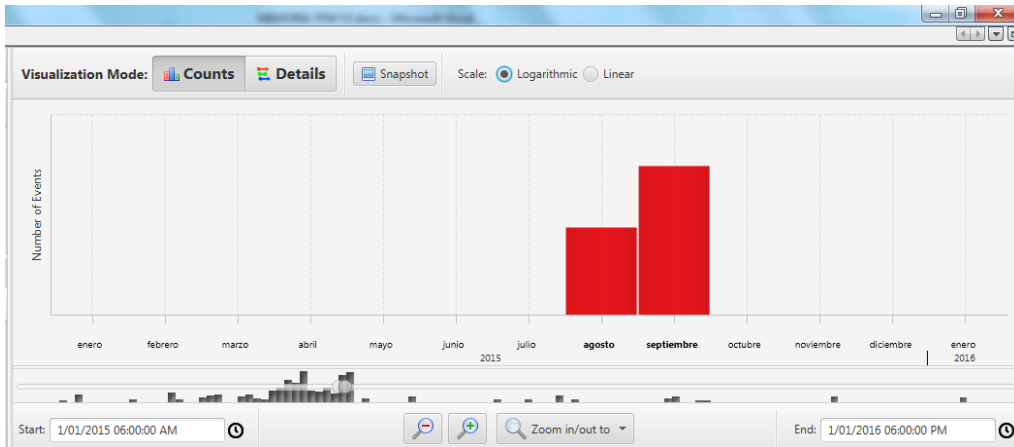 Visualization Mode: Counts Details Snapshot Scale: Logarithmic Linear
Number of Events
enero febrero marzo abril mayo junio julio agosto septiembre octubre noviembre diciembre enero
2015 2016
Start: 1/01/2015 06:00:00 AM Zoom in/out to End: 1/01/2016 06:00:00 PM